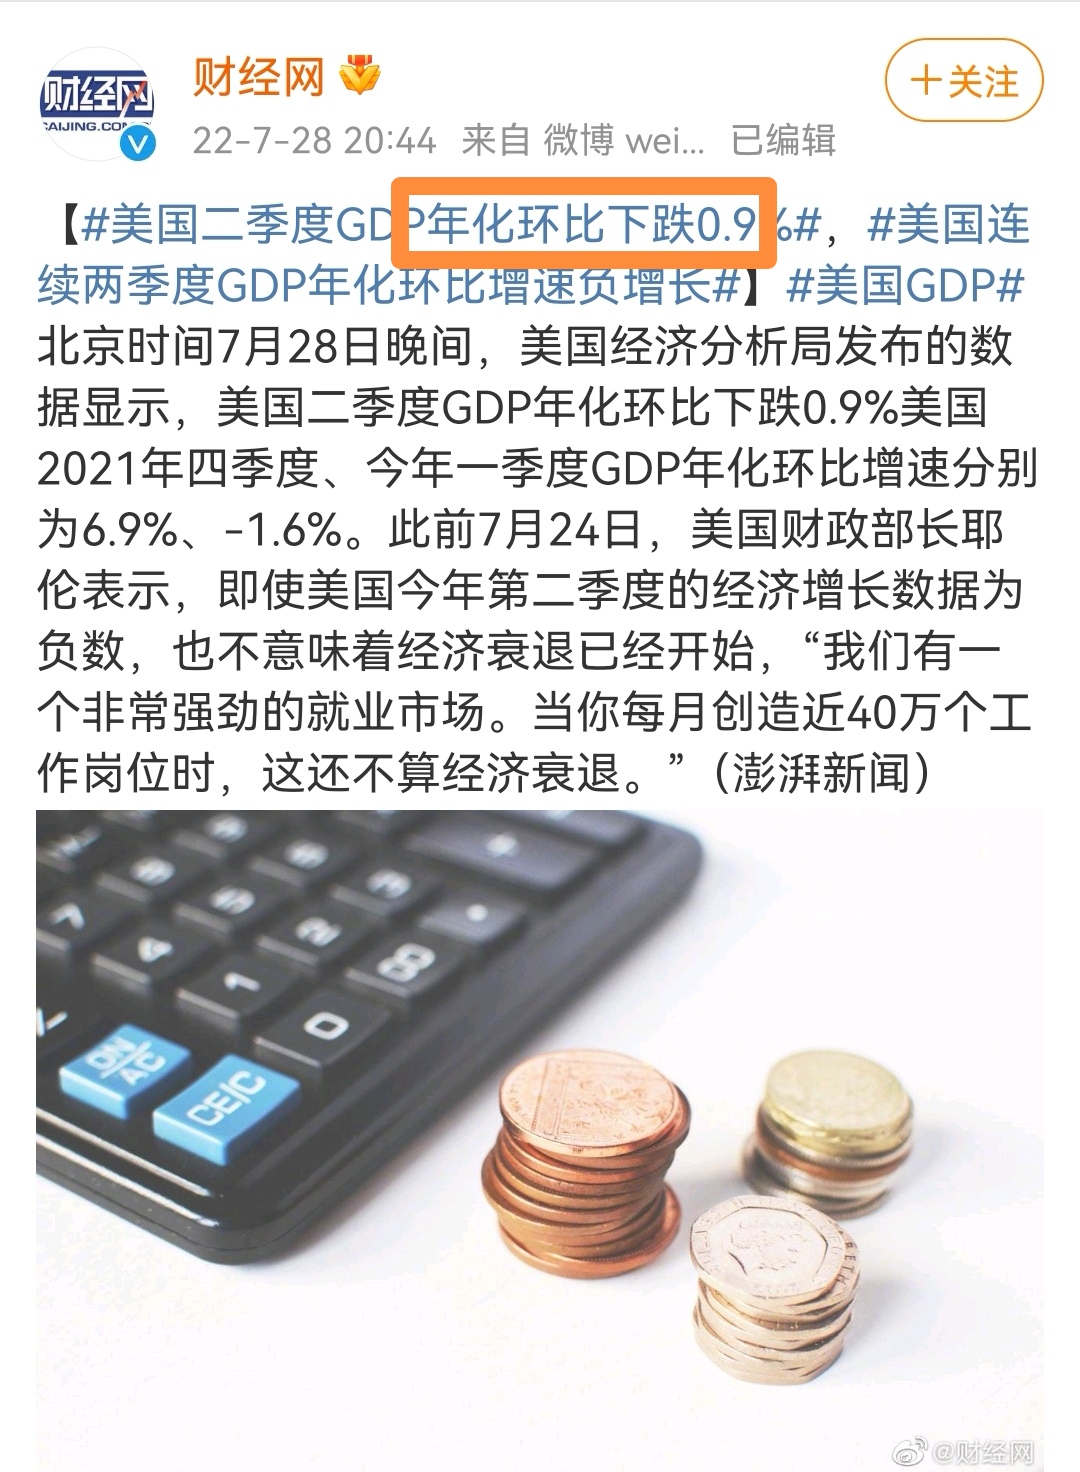 财经网
CAIJING.COM
财经网
22-7-28 20:44 来自 微博 wei... 已编辑
+关注
【#美国二季度GDP年化环比下跌0.9%#，#美国连
续两季度GDP年化环比增速负增长#】#美国GDP#
北京时间7月28日晚间，美国经济分析局发布的数
据显示，美国二季度GDP年化环比下跌0.9%美国
2021年四季度、今年一季度GDP年化环比增速分别
为6.9%、-1.6%。此前7月24日，美国财政部长耶
伦表示，即使美国今年第二季度的经济增长数据为
负数，也不意味着经济衰退已经开始，“我们有一
个非常强劲的就业市场。当你每月创造近40万个工
作岗位时，这还不算经济衰退。”（澎湃新闻）
ON/AC
CE/C
0
@财经网